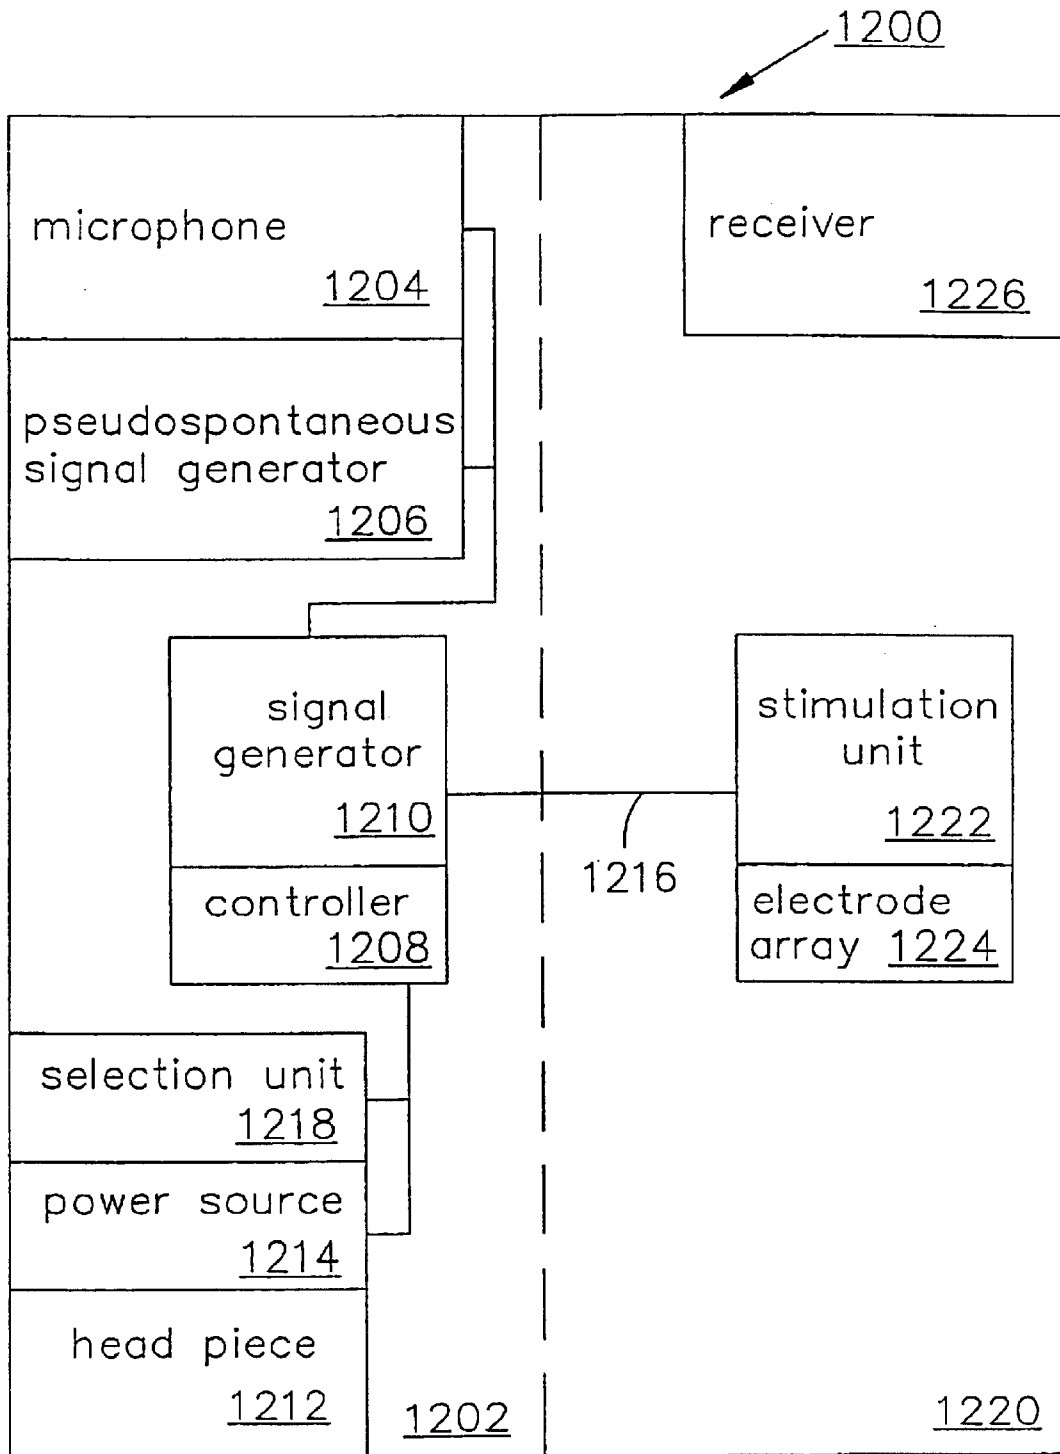 1200
microphone
1204
receiver
1226
pseudospontaneous
signal generator
1206
signal
generator
1210
stimulation
unit
1222
1216
controller
1208
electrode
array 1224
selection unit
1218
power source
1214
head piece
1212
1202
1220